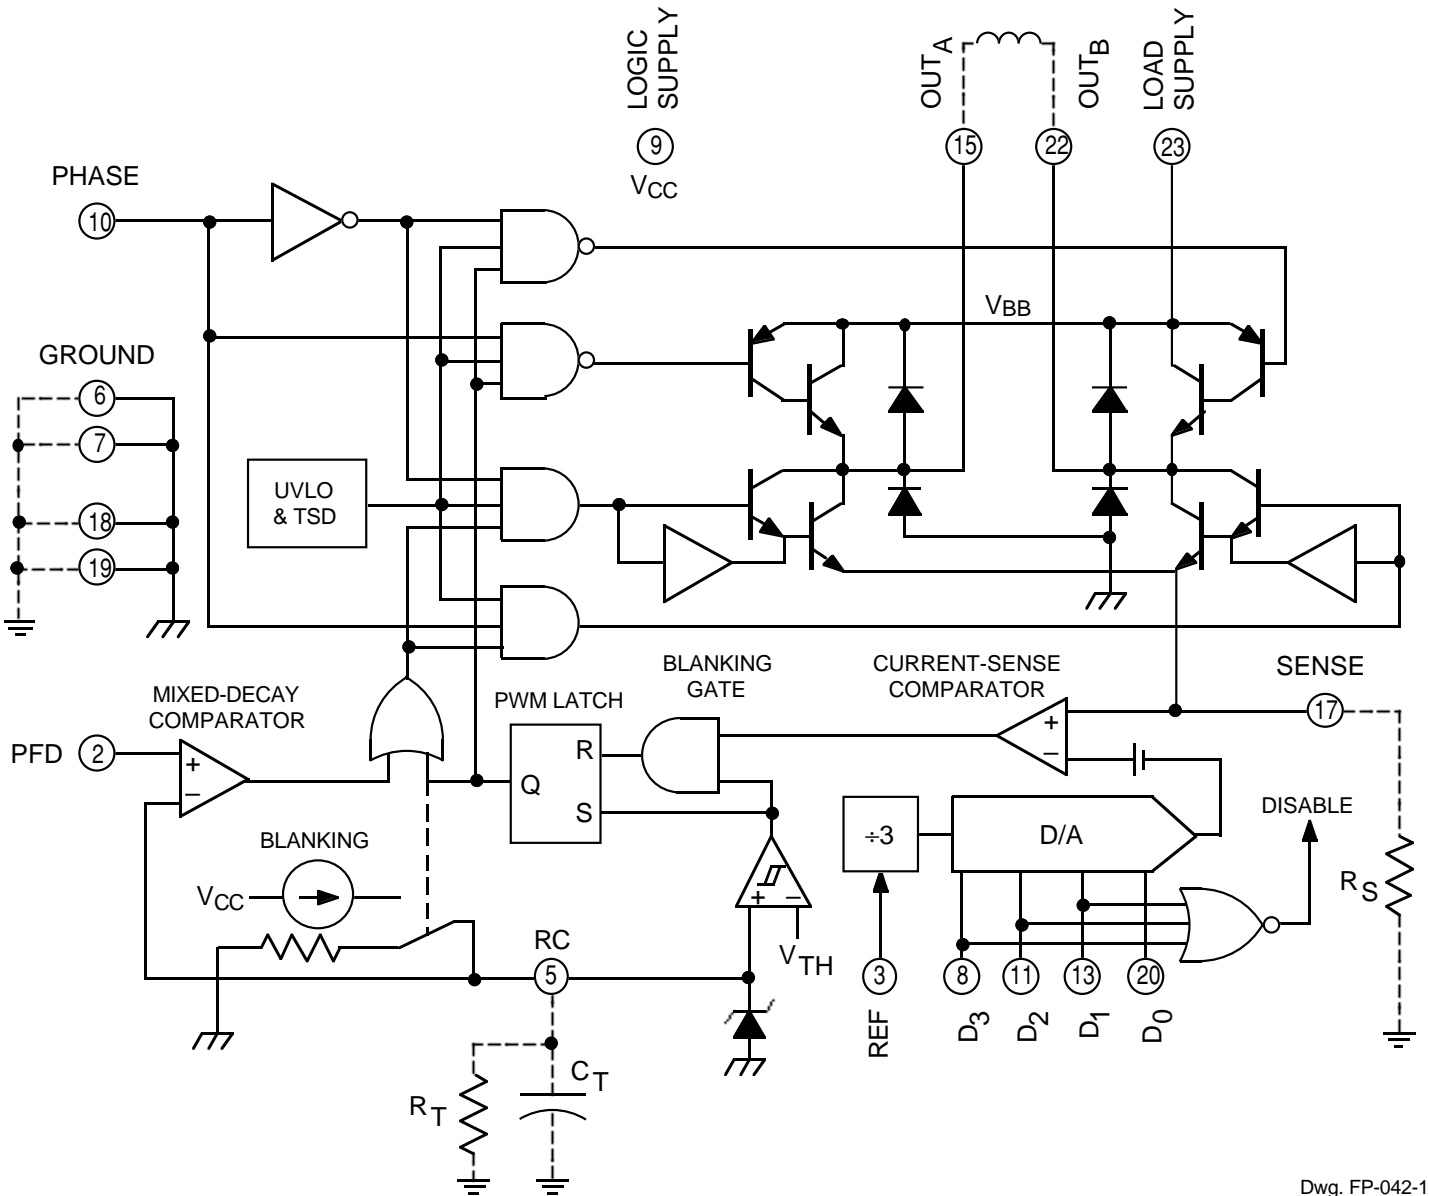 LOGIC
SUPPLY
9
VCC
OUTA
OUTB
LOAD
SUPPLY
15
22
23
PHASE
10
VBB
GROUND
6
7
18
19
UVLO
& TSD
MIXED-DECAY
COMPARATOR
PWM LATCH
BLANKING
GATE
CURRENT-SENSE
COMPARATOR
SENSE
17
PFD
2
+
–
R
Q
S
+
–
÷3
D/A
DISABLE
BLANKING
VCC
+
–
VTH
RS
RC
5
3
8
11
13
20
REF
D3
D2
D1
D0
RT
CT
Dwg. FP-042-1